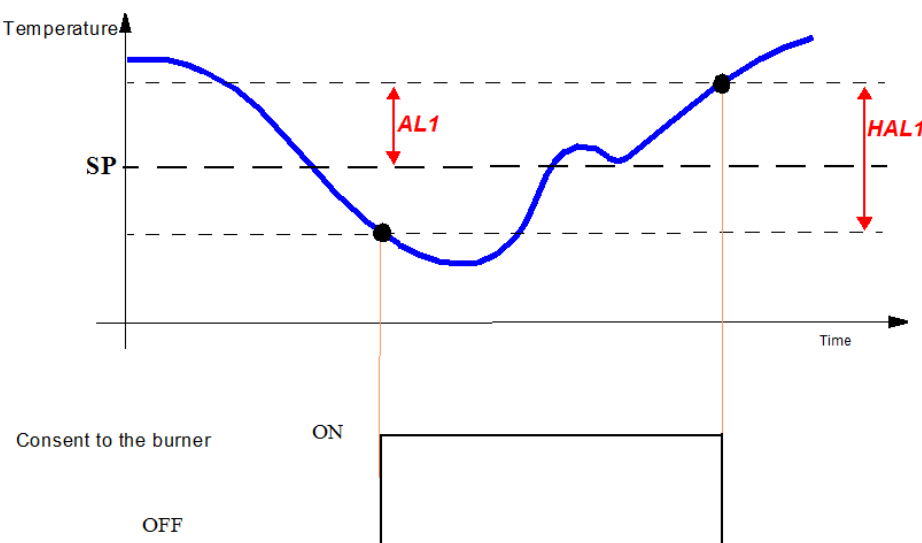 Temperature
AL1
HAL1
SP
Time
ON
Consent to the burner
OFF